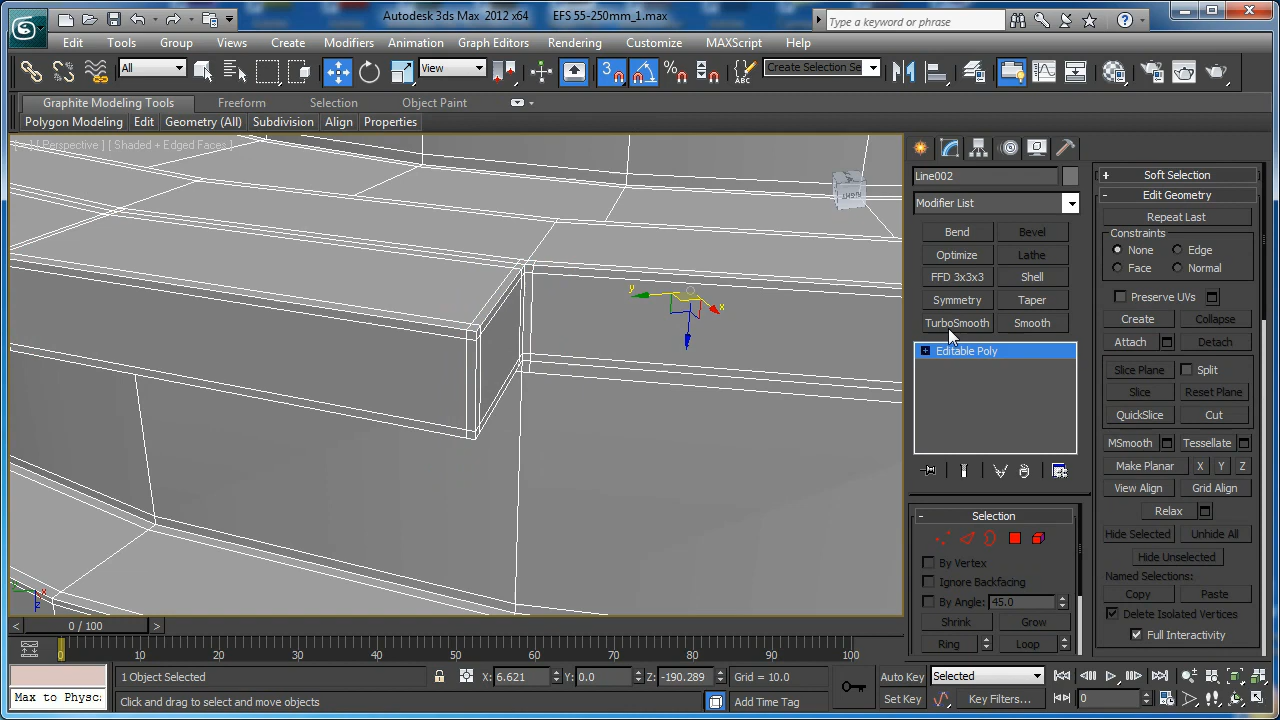 Autodesk 3ds Max 2012 x64 EFS 55-250mm_1.max
Type a keyword or phrase
Edit Tools Group Views Create Modifiers Animation Graph Editors Rendering Customize MAXScript Help
All View 3 Create Selection Se
Graphite Modeling Tools Freeform Selection Object Paint
Polygon Modeling Edit Geometry (All) Subdivision Align Properties
[ Perspective ] [ Shaded + Edged Faces ]
RIGHT
y
x
Line002
Modifier List
Bend Bevel
Optimize Lathe
FFD 3x3x3 Shell
Symmetry Taper
TurboSmooth Smooth
Editable Poly
Selection
By Vertex
Ignore Backfacing
By Angle: 45.0
Shrink Grow
Ring Loop
+ Soft Selection
- Edit Geometry
Repeat Last
Constraints
None Edge
Face Normal
Preserve UVs
Create Collapse
Attach Detach
Slice Plane Split
Slice Reset Plane
QuickSlice Cut
MSmooth Tessellate
Make Planar X Y Z
View Align Grid Align
Relax
Hide Selected Unhide All
Hide Unselected
Named Selections:
Copy Paste
Delete Isolated Vertices
Full Interactivity
< 0 / 100 >
0 10 20 30 40 50 60 70 80 90 100
1 Object Selected X: 6.621 Y: 0.0 Z: -190.289 Grid = 10.0 Auto Key Selected
Max to Physca
Click and drag to select and move objects Add Time Tag Set Key Key Filters... 0